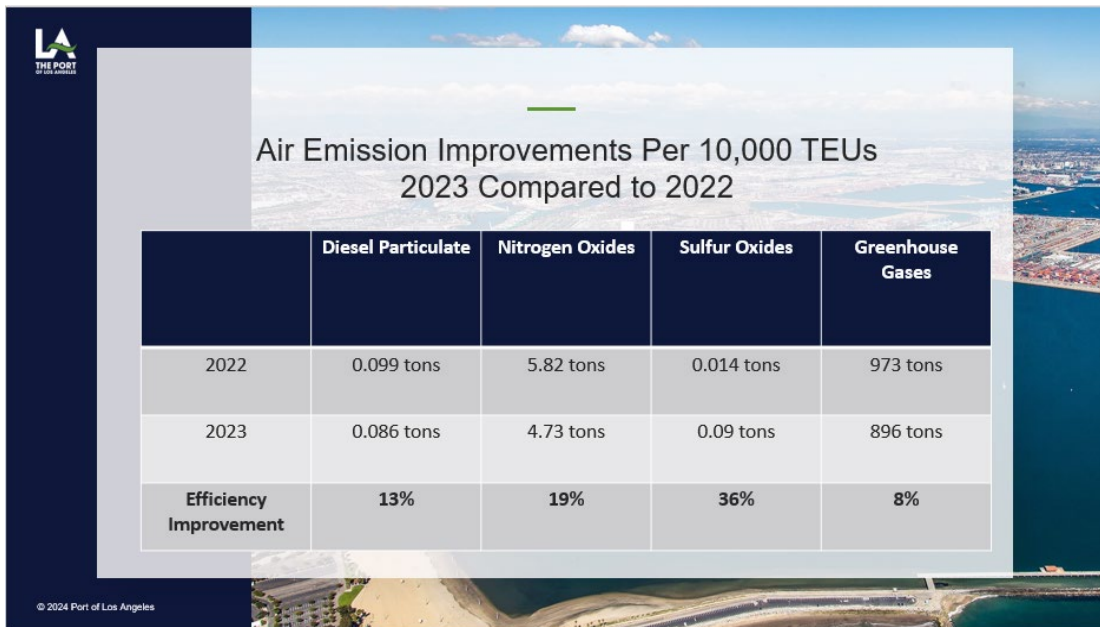 LA
THE PORT
OF LOS ANGELES
Air Emission Improvements Per 10,000 TEUs
2023 Compared to 2022
Diesel Particulate Nitrogen Oxides Sulfur Oxides Greenhouse
Gases
2022 0.099 tons 5.82 tons 0.014 tons 973 tons
2023 0.086 tons 4.73 tons 0.09 tons 896 tons
Efficiency 13% 19% 36% 8%
Improvement
© 2024 Port of Los Angeles